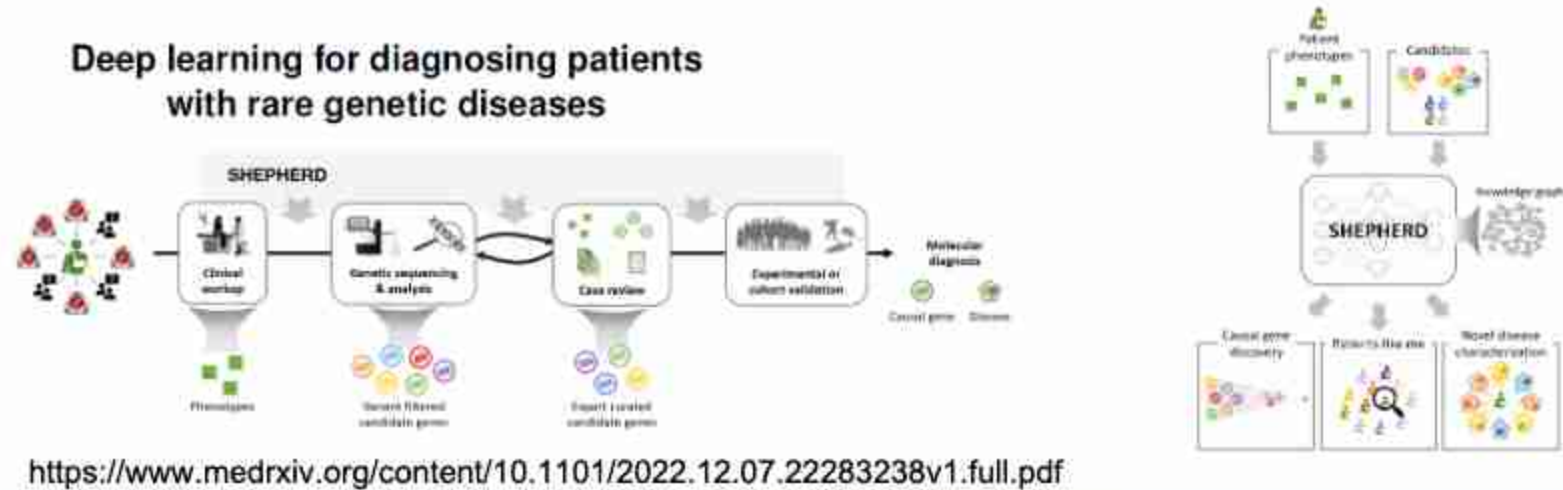 Deep learning for diagnosing patients
with rare genetic diseases
SHEPHERD
Clinical
workup
Genetic sequencing
& analysis
Case review
Experimental or
cohort validation
Molecular
diagnosis
Causal gene
Disease
Phenotypes
Variant filtered
candidate genes
Expert curated
candidate genes
https://www.medrxiv.org/content/10.1101/2022.12.07.22283238v1.full.pdf
Patient
phenotypes
Candidates
SHEPHERD
Knowledge graph
Causal gene
discovery
Patients like me
Novel disease
characterization